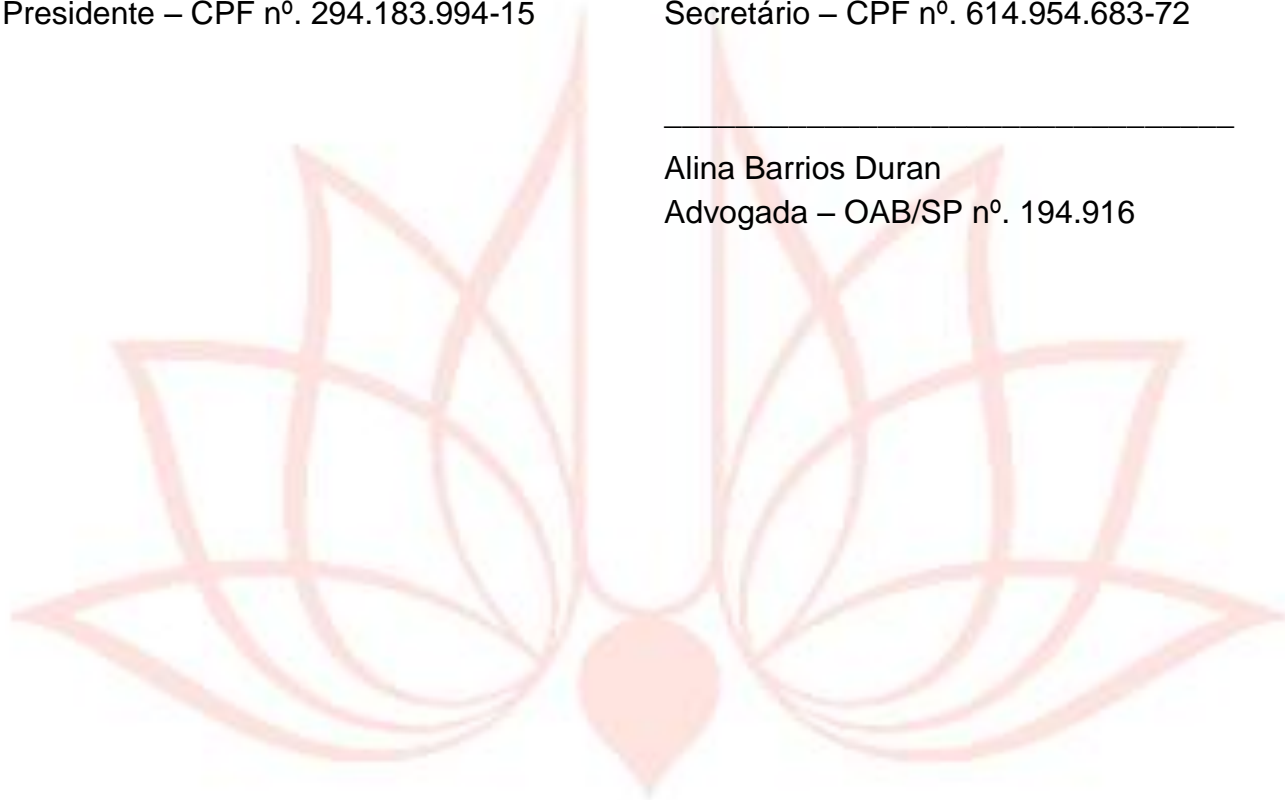 Presidente – CPF nº. 294.183.994-15
Secretário – CPF nº. 614.954.683-72
Alina Barrios Duran
Advogada – OAB/SP nº. 194.916